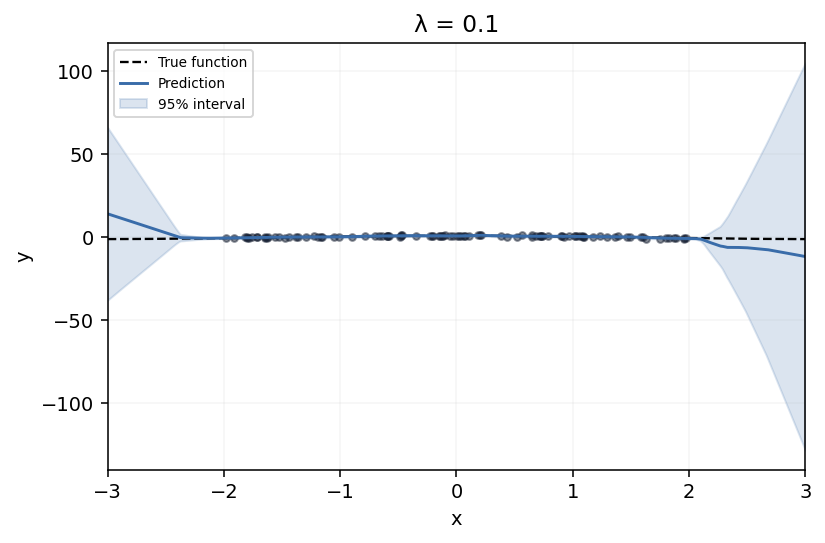 λ = 0.1
True function
Prediction
95% interval
100
50
0
−50
−100
y
−3
−2
−1
0
1
2
3
x